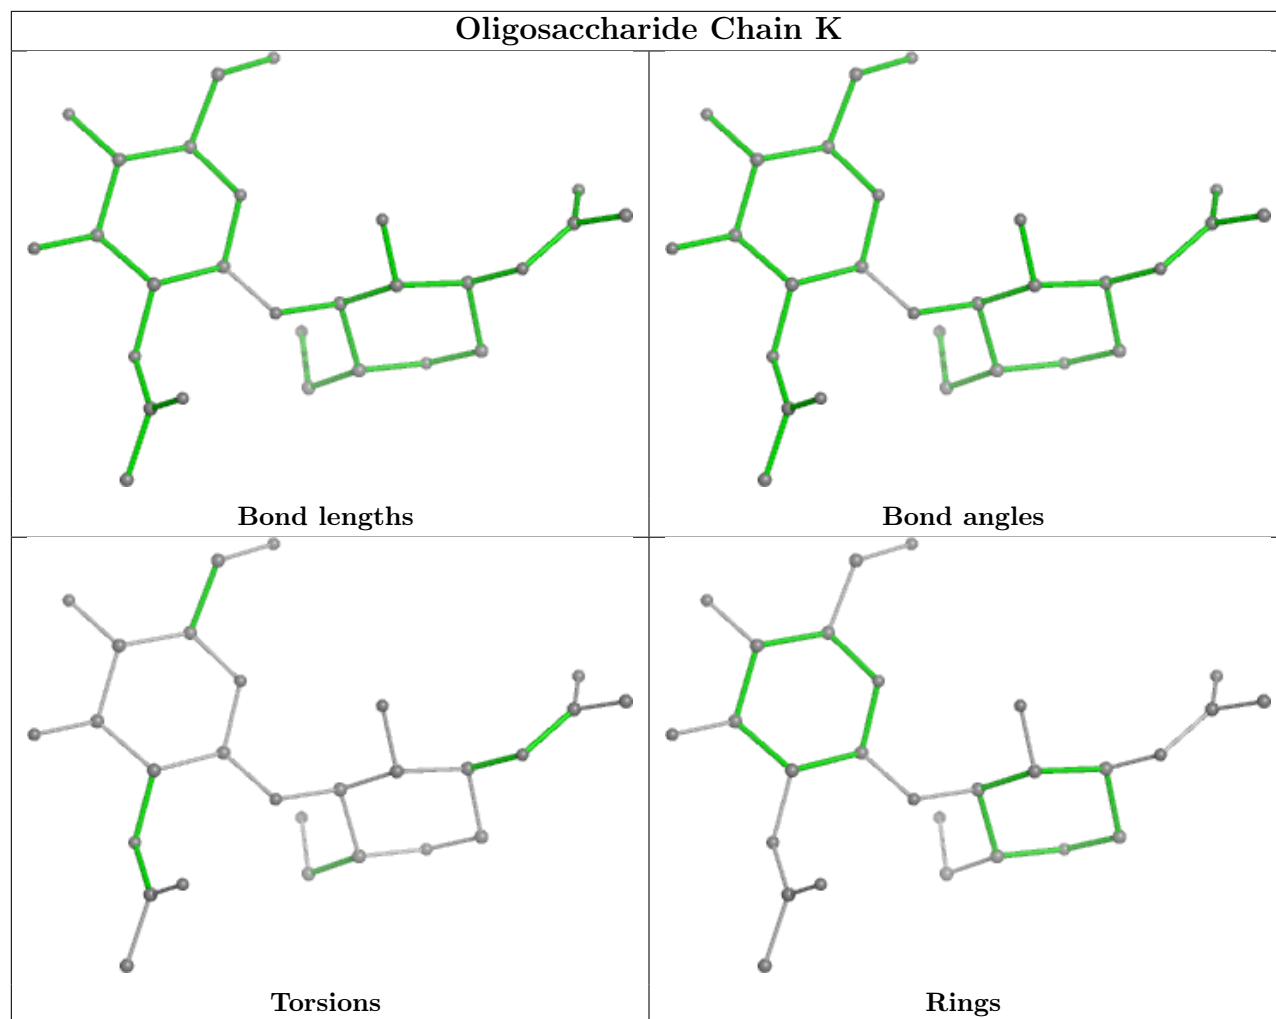 Oligosaccharide Chain K
Bond lengths
Bond angles
Torsions
Rings